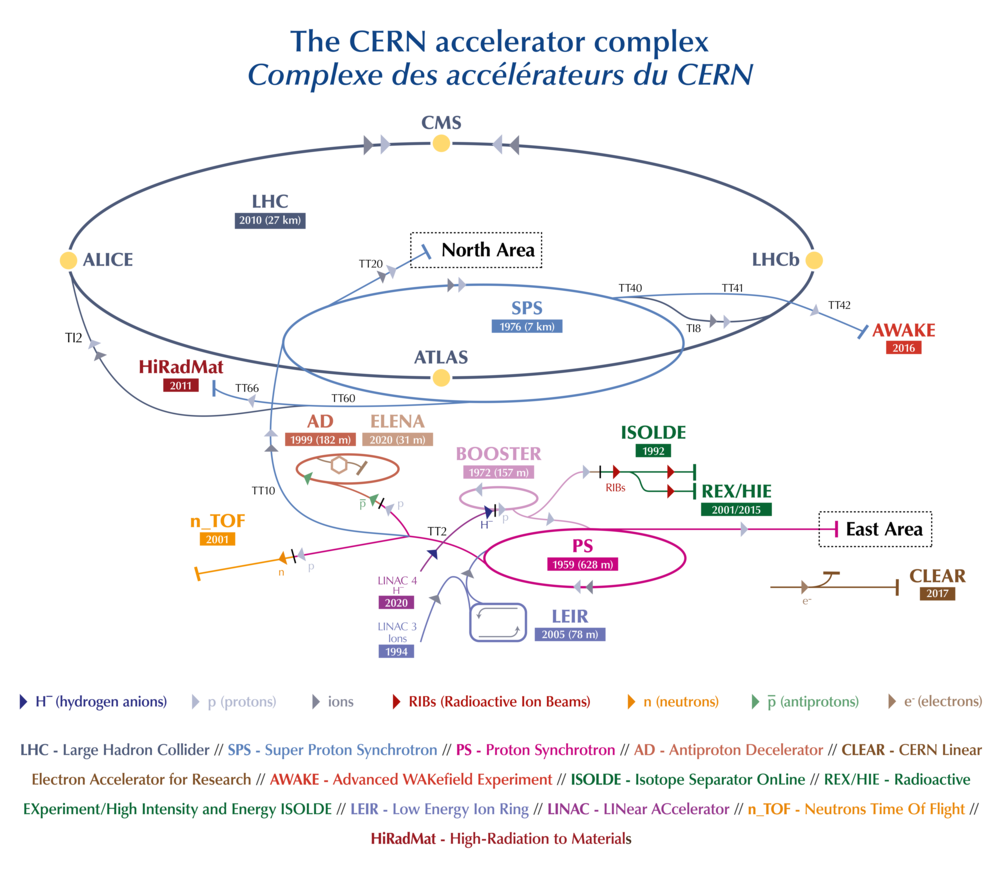 The CERN accelerator complex
Complexe des accélérateurs du CERN
CMS
LHC
2010 (27 km)
North Area
TT20
ALICE
LHCb
TT40
TT41
TT42
SPS
1976 (7 km)
TI8
AWAKE
2016
TI2
ATLAS
HiRadMat
2011
TT66
TT60
AD
1999 (182 m)
ELENA
2020 (31 m)
ISOLDE
1992
BOOSTER
1972 (157 m)
RIBs
REX/HIE
2001/2015
TT10
p̅
p
H⁻
p
n_TOF
2001
TT2
East Area
PS
1959 (628 m)
n
p
LINAC 4
H⁻
2020
CLEAR
2017
e⁻
LEIR
2005 (78 m)
LINAC 3
Ions
1994
H⁻ (hydrogen anions)
p (protons)
ions
RIBs (Radioactive Ion Beams)
n (neutrons)
p̅ (antiprotons)
e⁻ (electrons)
LHC - Large Hadron Collider // SPS - Super Proton Synchrotron // PS - Proton Synchrotron // AD - Antiproton Decelerator // CLEAR - CERN Linear
Electron Accelerator for Research // AWAKE - Advanced WAKefield Experiment // ISOLDE - Isotope Separator OnLine // REX/HIE - Radioactive
EXperiment/High Intensity and Energy ISOLDE // LEIR - Low Energy Ion Ring // LINAC - LINear ACcelerator // n_TOF - Neutrons Time Of Flight //
HiRadMat - High-Radiation to Materials